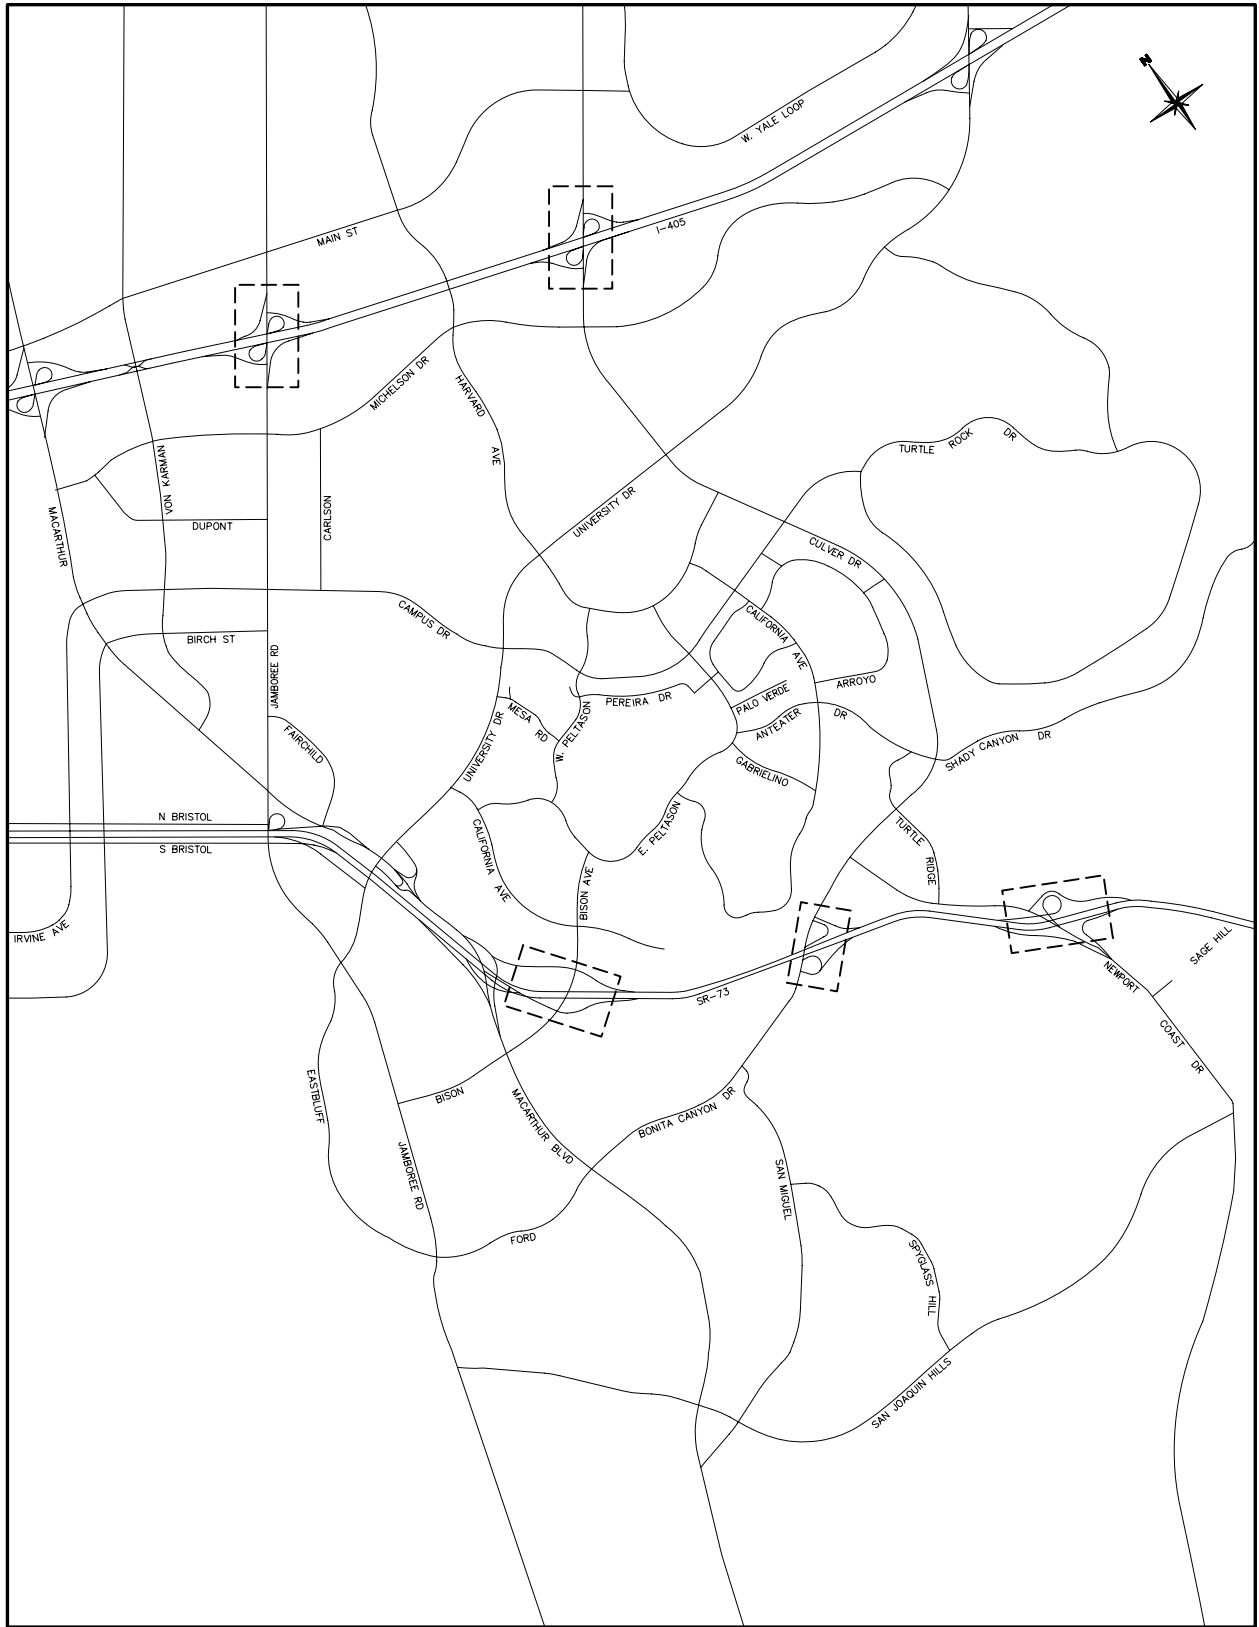 N
W. YALE LOOP
MAIN ST
I-405
MICHELSON DR
HARVARD
AVE
TURTLE ROCK DR
VON KARMAN
MACARTHUR
DUPONT
CARLSON
UNIVERSITY DR
CULVER DR
CAMPUS DR
CALIFORNIA AVE
BIRCH ST
JAMBOREE RD
PEREIRA DR
PALO VERDE
ARROYO
MESA RD
W. PELTASON
ANTEATER DR
FAIRCHILD
UNIVERSITY DR
GABRIELINO
SHADY CANYON DR
N BRISTOL
S BRISTOL
CALIFORNIA AVE
E. PELTASON
TURTLE RIDGE
BISON AVE
IRVINE AVE
SAGE HILL
NEWPORT COAST DR
SR-73
EASTBLUFF
BISON
MACARTHUR BLVD
BONITA CANYON DR
JAMBOREE RD
SAN MIGUEL
FORD
SPYGLASS HILL
SAN JOAQUIN HILLS